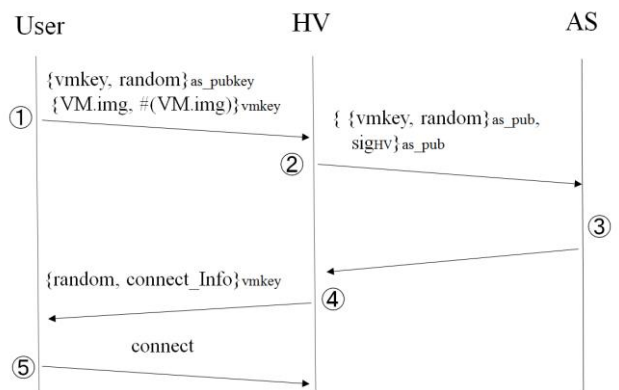 User HV AS
{vmkey, random}as_pubkey
{VM.img, #(VM.img)}vmkey
①
{ {vmkey, random}as_pub,
sigHV}as_pub
②
③
{random, connect_Info}vmkey
④
connect
⑤